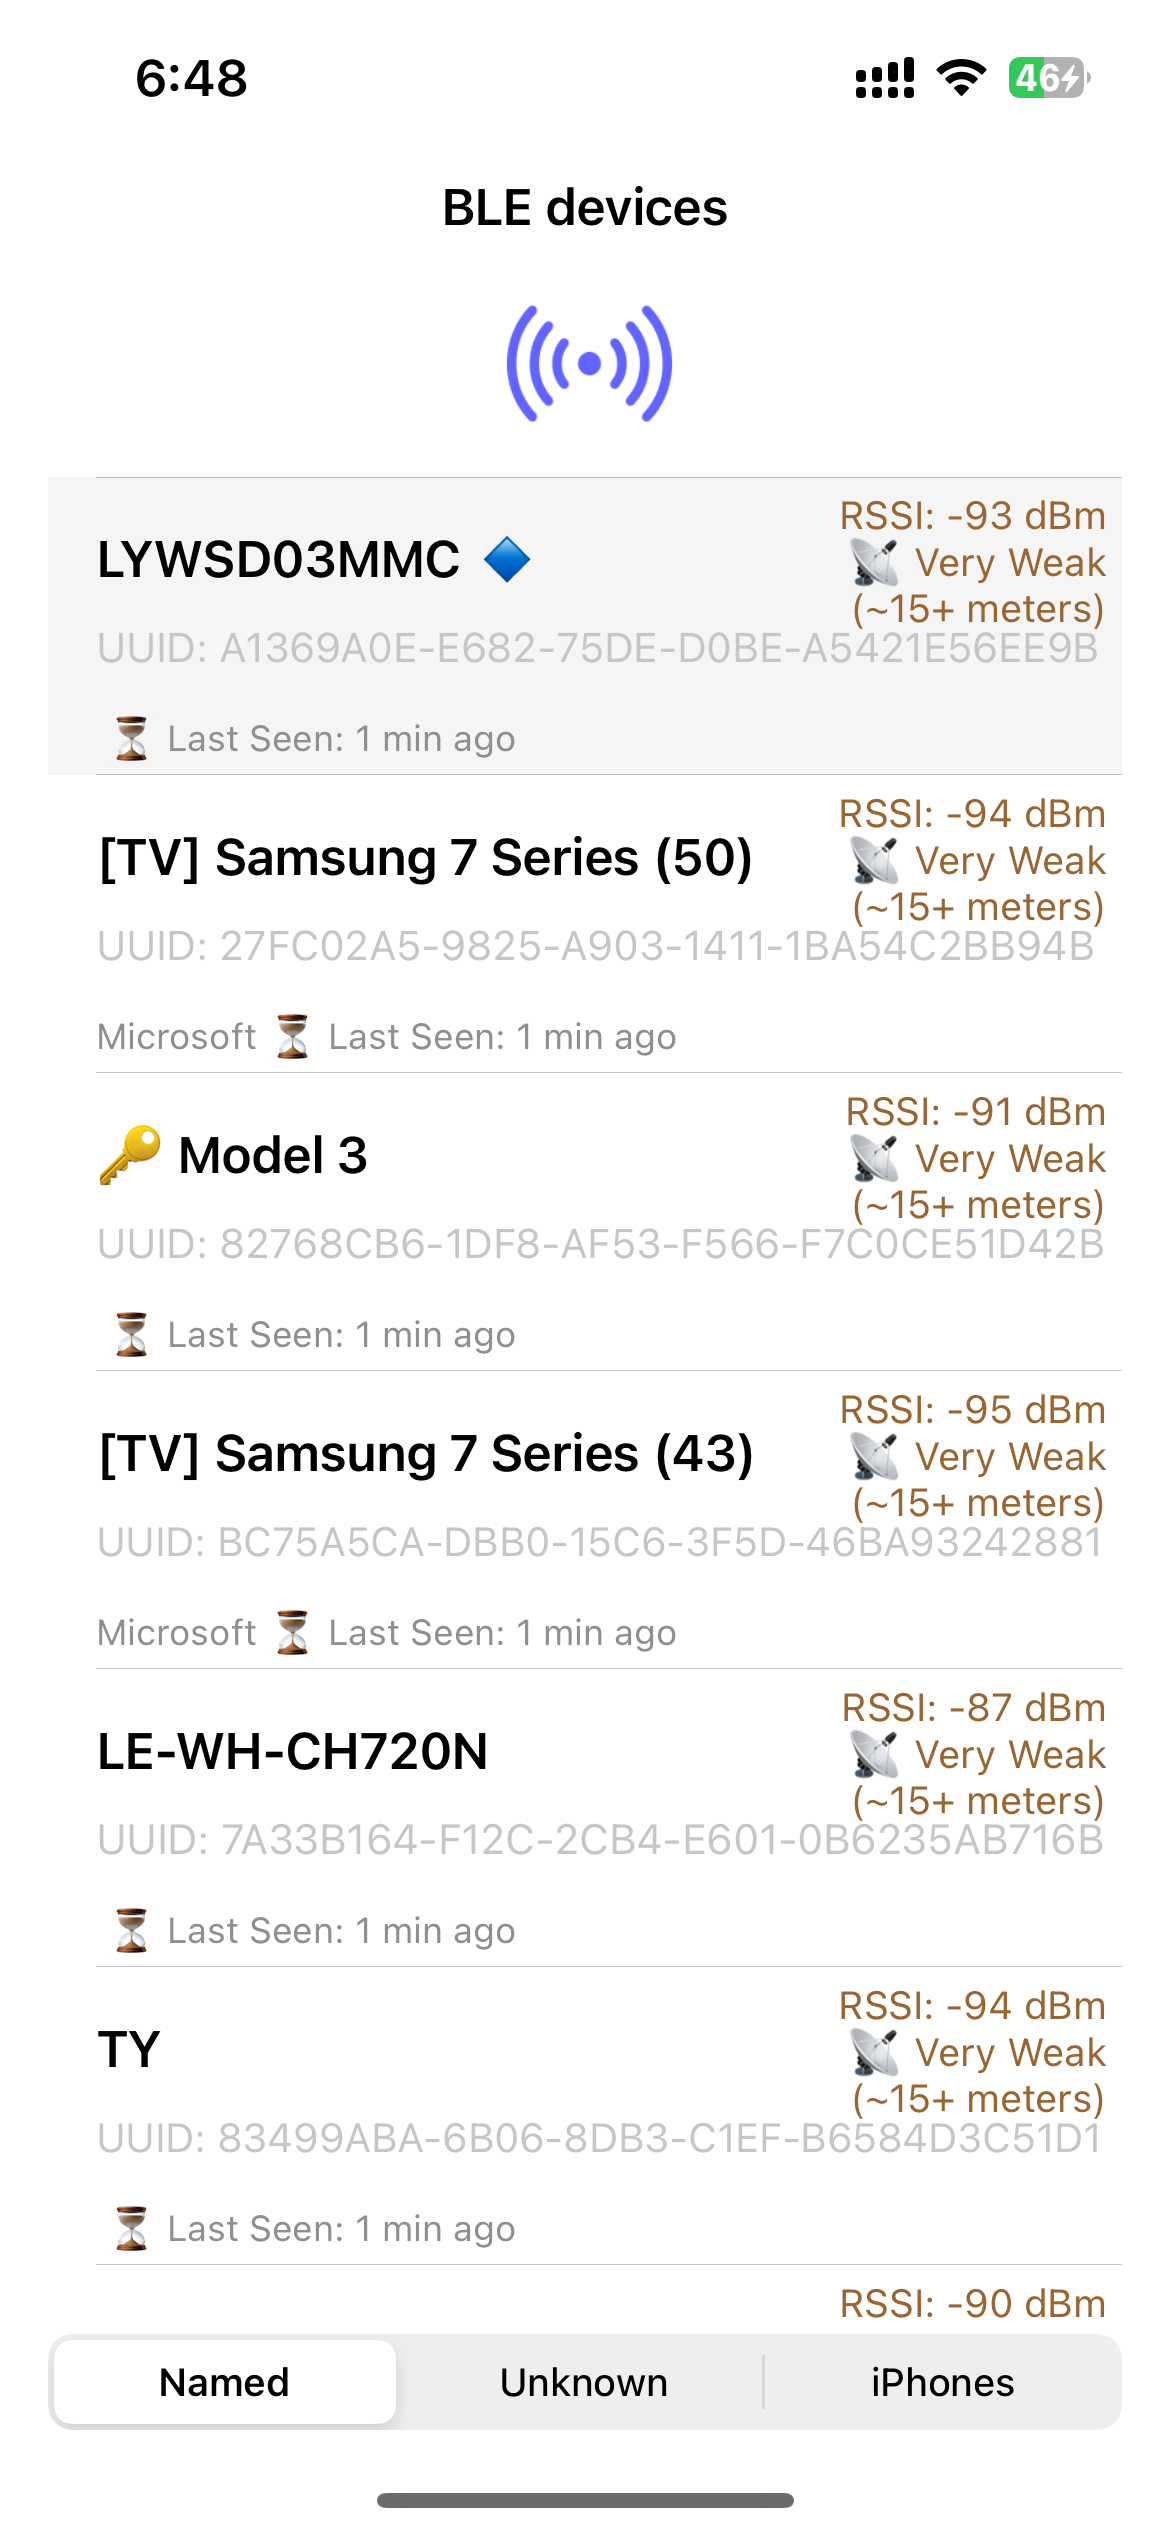 6:48
46
BLE devices
RSSI: -93 dBm
LYWSD03MMC
Very Weak
(~15+ meters)
UUID: A1369A0E-E682-75DE-D0BE-A5421E56EE9B
Last Seen: 1 min ago
RSSI: -94 dBm
[TV] Samsung 7 Series (50)
Very Weak
(~15+ meters)
UUID: 27FC02A5-9825-A903-1411-1BA54C2BB94B
Microsoft Last Seen: 1 min ago
RSSI: -91 dBm
Model 3
Very Weak
(~15+ meters)
UUID: 82768CB6-1DF8-AF53-F566-F7C0CE51D42B
Last Seen: 1 min ago
RSSI: -95 dBm
[TV] Samsung 7 Series (43)
Very Weak
(~15+ meters)
UUID: BC75A5CA-DBB0-15C6-3F5D-46BA93242881
Microsoft Last Seen: 1 min ago
RSSI: -87 dBm
LE-WH-CH720N
Very Weak
(~15+ meters)
UUID: 7A33B164-F12C-2CB4-E601-0B6235AB716B
Last Seen: 1 min ago
RSSI: -94 dBm
TY
Very Weak
(~15+ meters)
UUID: 83499ABA-6B06-8DB3-C1EF-B6584D3C51D1
Last Seen: 1 min ago
RSSI: -90 dBm
Named Unknown iPhones